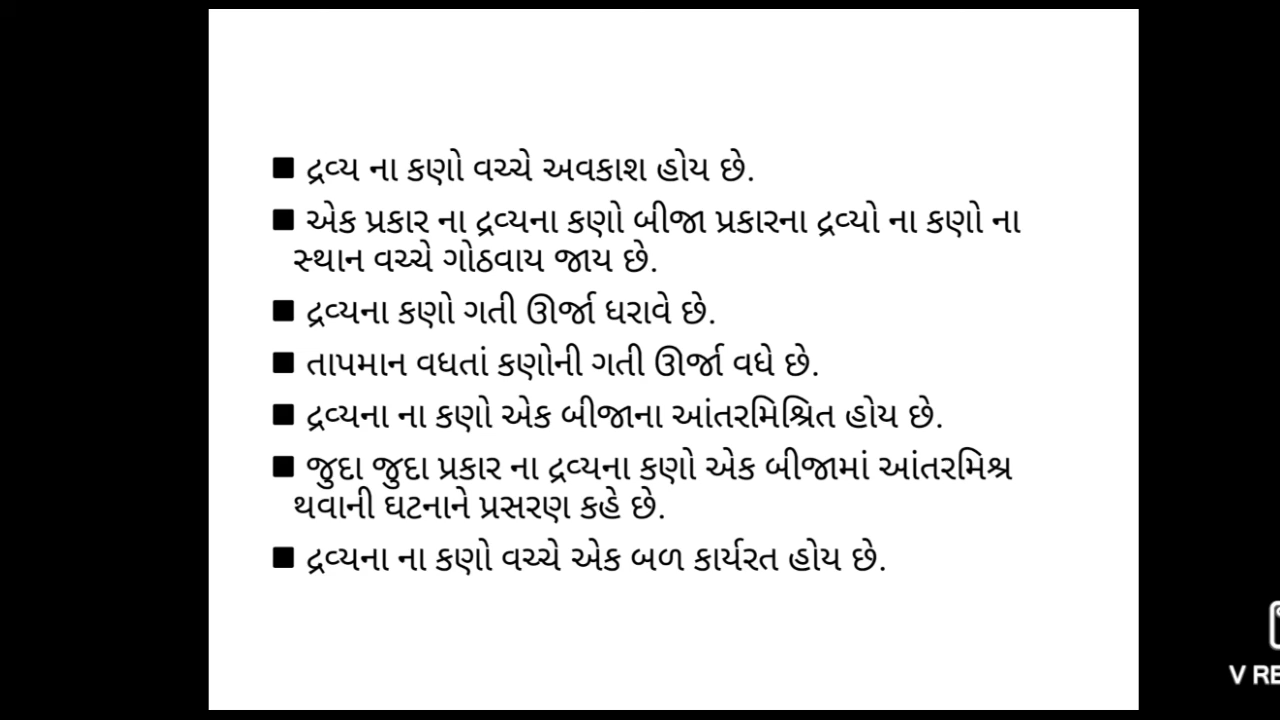 ■ દ્રવ્ય ના કણો વચ્ચે અવકાશ હોય છે.
■ એક પ્રકાર ના દ્રવ્યના કણો બીજા પ્રકારના દ્રવ્યો ના કણો ના
સ્થાન વચ્ચે ગોઠવાય જાય છે.
■ દ્રવ્યના કણો ગતી ઊર્જા ધરાવે છે.
■ તાપમાન વધતાં કણોની ગતી ઊર્જા વધે છે.
■ દ્રવ્યના ના કણો એક બીજાના આંતરમિશ્રિત હોય છે.
■ જુદા જુદા પ્રકાર ના દ્રવ્યના કણો એક બીજામાં આંતરમિશ્ર
થવાની ઘટનાને પ્રસરણ કહે છે.
■ દ્રવ્યના ના કણો વચ્ચે એક બળ કાર્યરત હોય છે.
V RE